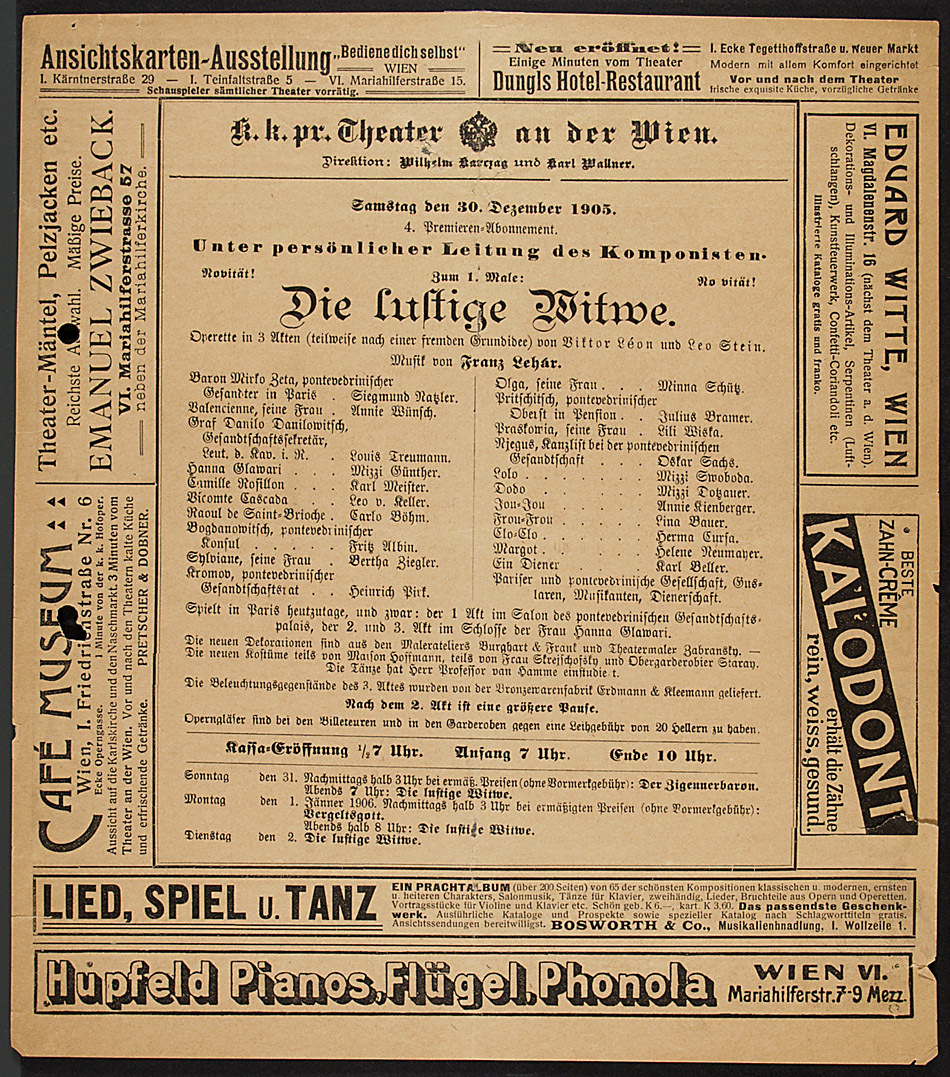 Ansichtskarten-Ausstellung „Bediene dich selbst“
WIEN
I. Kärntnerstraße 29 — I. Teinfaltstraße 5 — VI. Mariahilferstraße 15.
Schauspieler sämtlicher Theater vorrätig.
Neu eröffnet!
Einige Minuten vom Theater
Dungls Hotel-Restaurant
I. Ecke Tegetthoffstraße u. Neuer Markt
Modern mit allem Komfort eingerichtet
Vor und nach dem Theater
frische exquisite Küche, vorzügliche Getränke
Theater-Mäntel, Pelzjacken etc.
Reichste Auswahl. Mäßige Preise.
EMANUEL ZWIEBACK.
VI. Mariahilferstrasse 57
neben der Mariahilferkirche.
CAFÉ MUSEUM
Wien, I. Friedrichstraße Nr. 6
Ecke Operngasse. 1 Minute von der k. k. Hofoper.
Aussicht auf die Karlskirche und den Naschmarkt. 3 Minuten vom
Theater an der Wien. Vor und nach den Theatern kalte Küche
und erfrischende Getränke. PRETSCHER & DOBNER.
K. k. pr. Theater an der Wien.
Direktion: Wilhelm Karczag und Karl Wallner.
Samstag den 30. Dezember 1905.
4. Premieren-Abonnement.
Unter persönlicher Leitung des Komponisten.
Novität! Zum 1. Male: No vität!
Die lustige Witwe.
Operette in 3 Akten (teilweise nach einer fremden Grundidee) von Viktor Léon und Leo Stein.
Musik von Franz Lehár.
Baron Mirko Zeta, pontevedrinischer
Gesandter in Paris . Siegmund Natzler.
Valencienne, seine Frau . Annie Wünsch.
Graf Danilo Danilowitsch,
Gesandtschaftssekretär,
Leut. d. Kav. i. R. . Louis Treumann.
Hanna Glawari . . . Mizzi Günther.
Camille Rosillon . . . Karl Meister.
Vicomte Cascada . . . Leo v. Keller.
Raoul de Saint-Brioche . Carlo Böhm.
Bogdanowitsch, pontevedrinischer
Konsul . . . . . Fritz Albin.
Sylviane, seine Frau . Bertha Ziegler.
Kromov, pontevedrinischer
Gesandtschaftsrat . . Heinrich Pirk.
Olga, seine Frau . . . Minna Schütz.
Pritschitsch, pontevedrinischer
Oberst in Pension . . Julius Bramer.
Praskowia, seine Frau . Lili Wiska.
Njegus, Kanzlist bei der pontevedrinischen
Gesandtschaft . . . Oskar Sachs.
Lolo . . . . . . Mizzi Swoboda.
Dodo . . . . . . Mizzi Dotzauer.
Jou-Jou . . . . . Annie Kienberger.
Frou-Frou . . . . . Lina Bauer.
Clo-Clo . . . . . . Herma Cursa.
Margot . . . . . . Helene Neumayer.
Ein Diener . . . . . Karl Beller.
Pariser und pontevedrinische Gesellschaft, Gus-
laren, Musikanten, Dienerschaft.
Spielt in Paris heutzutage, und zwar: der 1 Akt im Salon des pontevedrinischen Gesandtschafts-
palais, der 2. und 3. Akt im Schlosse der Frau Hanna Glawari.
Die neuen Dekorationen sind aus den Malerateliers Burghart & Frank und Theatermaler Zabransky. —
Die neuen Kostüme teils von Maison Hoffmann, teils von Frau Skrejschofsky und Obergarderobier Staray.
Die Tänze hat Herr Professor van Hamme einstudie t.
Die Beleuchtungsgegenstände des 3. Aktes wurden von der Bronzewarenfabrik Erdmann & Kleemann geliefert.
Nach dem 2. Akt ist eine größere Pause.
Operngläser sind bei den Billeteuren und in den Garderoben gegen eine Leihgebühr von 20 Hellern zu haben.
Kassa-Eröffnung 1/2 7 Uhr. Anfang 7 Uhr. Ende 10 Uhr.
Sonntag den 31. Nachmittags halb 3 Uhr bei ermäß. Preisen (ohne Vormerkgebühr): Der Zigeunerbaron.
Abends 7 Uhr: Die lustige Witwe.
Montag den 1. Jänner 1906. Nachmittags halb 3 Uhr bei ermäßigten Preisen (ohne Vormerkgebühr):
Vergeltsgott.
Abends halb 8 Uhr: Die lustige Witwe.
Dienstag den 2. Die lustige Witwe.
EDUARD WITTE, WIEN
VI. Magdalenenstr. 16 (nächst dem Theater a. d. Wien).
Dekorations- und Illuminations-Artikel, Serpentinen (Luft-
schlangen), Kunstfeuerwerk, Confetti-Coriandoli etc.
Illustrierte Kataloge gratis und franko.
BESTE
ZAHN-CRÈME
KALODONT
erhält die Zähne
rein, weiss, gesund.
LIED, SPIEL u. TANZ
EIN PRACHTALBUM (über 200 Seiten) von 65 der schönsten Kompositionen klassischen u. modernen, ernsten
u. heiteren Charakters, Salonmusik, Tänze für Klavier, zweihändig, Lieder, Bruchteile aus Opern und Operetten.
Vortragsstücke für Violine und Klavier etc. Schön geb. K 6.—, kart. K 3.60. Das passendste Geschenk-
werk. Ausführliche Kataloge und Prospekte sowie spezieller Katalog nach Schlagworttiteln gratis.
Ansichtssendungen bereitwilligst. BOSWORTH & Co., Musikalienhnadlung, I. Wollzeile 1.
Hupfeld Pianos, Flügel, Phonola
WIEN VI.
Mariahilferstr. 7-9 Mezz.